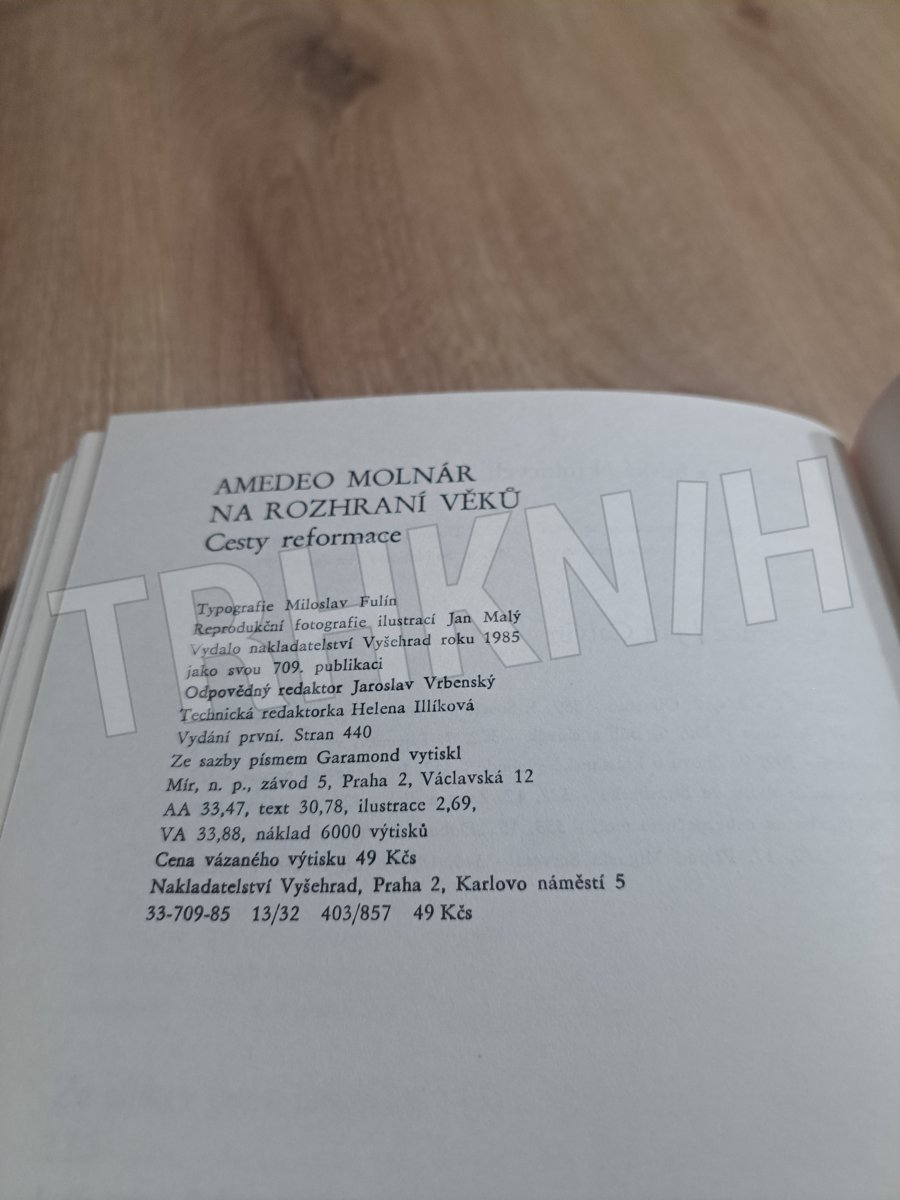 AMEDEO MOLNÁR
NA ROZHRANÍ VĚKŮ
Cesty reformace
Typografie Miloslav Fulín
Reprodukční fotografie ilustrací Jan Malý
Vydalo nakladatelství Vyšehrad roku 1985
jako svou 709. publikaci
Odpovědný redaktor Jaroslav Vrbenský
Technická redaktorka Helena Illíková
Vydání první. Stran 440
Ze sazby písmem Garamond vytiskl
Mír, n. p., závod 5, Praha 2, Václavská 12
AA 33,47, text 30,78, ilustrace 2,69,
VA 33,88, náklad 6000 výtisků
Cena vázaného výtisku 49 Kčs
Nakladatelství Vyšehrad, Praha 2, Karlovo náměstí 5
33-709-85 13/32 403/857 49 Kčs
TRHKNIH